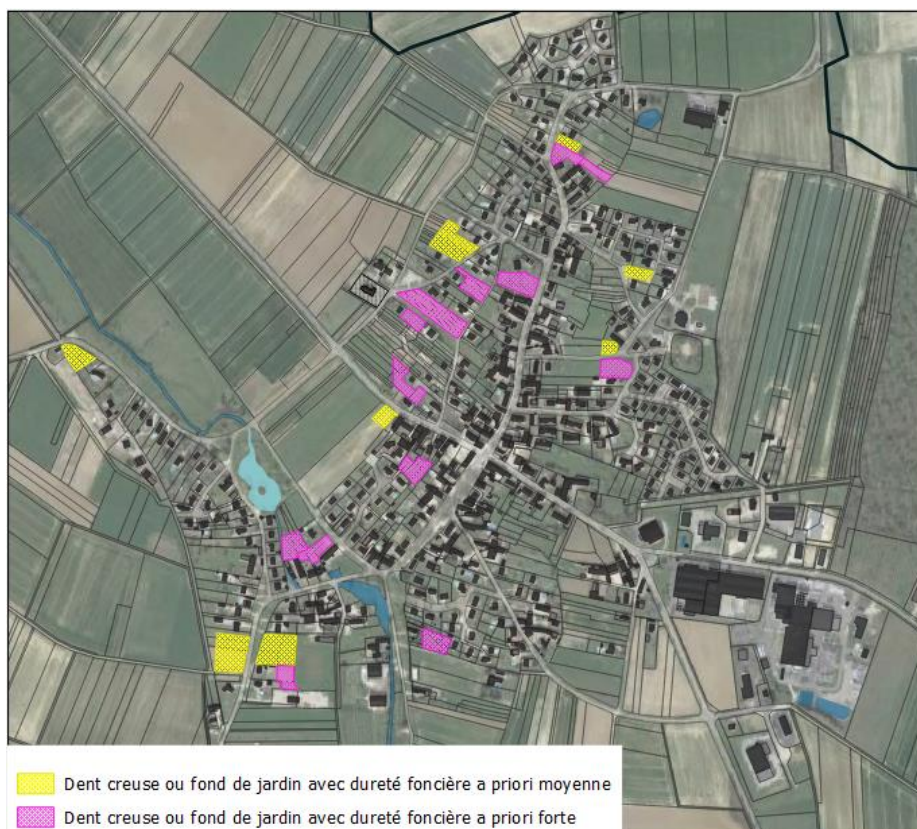 Dent creuse ou fond de jardin avec dureté foncière a priori moyenne
Dent creuse ou fond de jardin avec dureté foncière a priori forte